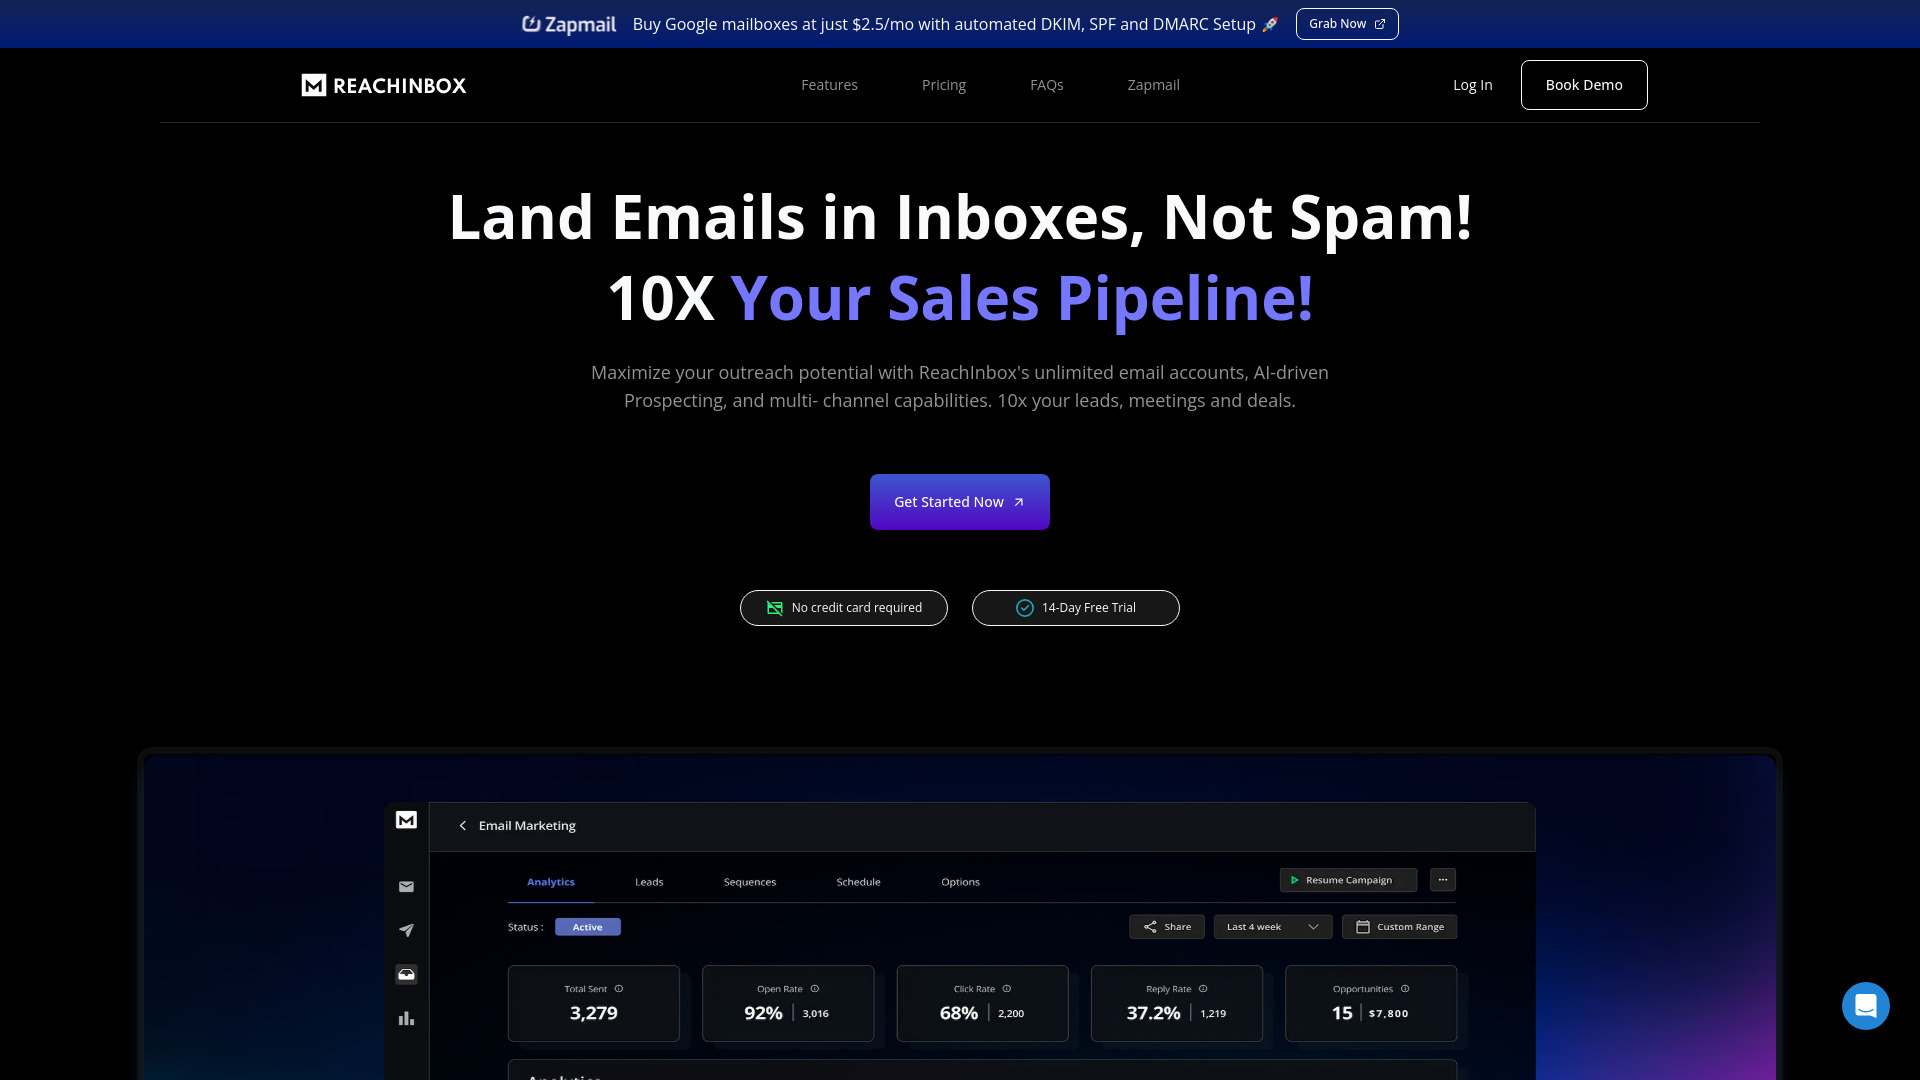 Zapmail Buy Google mailboxes at just $2.5/mo with automated DKIM, SPF and DMARC Setup 🚀 Grab Now
REACHINBOX Features Pricing FAQs Zapmail Log In Book Demo
Land Emails in Inboxes, Not Spam!
10X Your Sales Pipeline!
Maximize your outreach potential with ReachInbox's unlimited email accounts, AI-driven
Prospecting, and multi- channel capabilities. 10x your leads, meetings and deals.
Get Started Now
No credit card required 14-Day Free Trial
Email Marketing
Analytics Leads Sequences Schedule Options Resume Campaign
Status : Active Share Last 4 week Custom Range
Total Sent Open Rate Click Rate Reply Rate Opportunities
3,279 92% 3,016 68% 2,200 37.2% 1,219 15 $7,800
Analytics